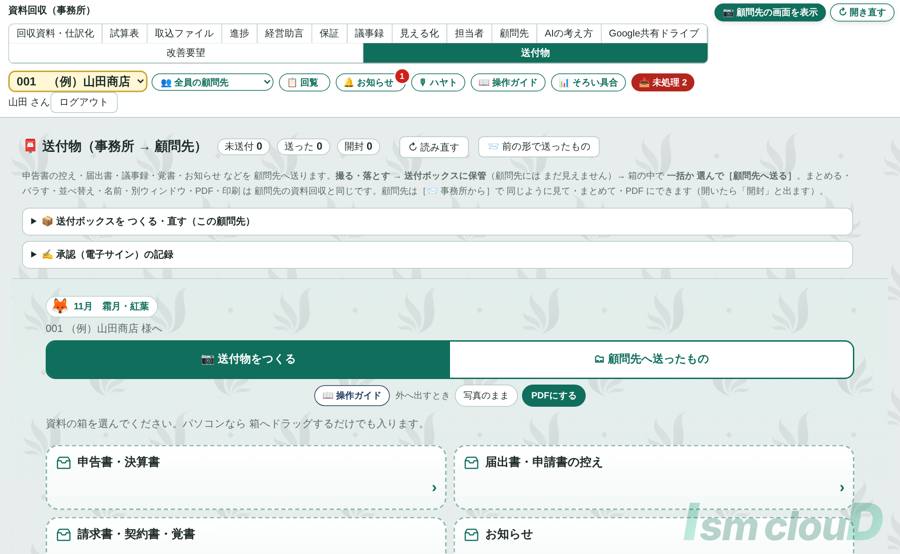 資料回収（事務所）
📷 顧問先の画面を表示
↻ 開き直す
回収資料・仕訳化 試算表 取込ファイル 進捗 経営助言 保証 議事録 見える化 担当者 顧問先 AIの考え方 Google共有ドライブ
改善要望 送付物
001 （例）山田商店
👥 全員の顧問先
📋 回覧
🔔 お知らせ 1
🎙 ハヤト
📖 操作ガイド
📊 そろい具合
📥 未処理 2
山田 さん ログアウト
📮 送付物（事務所 → 顧問先） 未送付 0 送った 0 開封 0 ↻ 読み直す 📨 前の形で送ったもの
申告書の控え・届出書・議事録・覚書・お知らせ などを 顧問先へ送ります。撮る・落とす → 送付ボックスに保管（顧問先には まだ見えません）→ 箱の中で 一括か 選んで［顧問先へ送る］。まとめる・
バラす・並べ替え・名前・別ウィンドウ・PDF・印刷 は 顧問先の資料回収と同じです。顧問先は［📨 事務所から］で 同じように見て・まとめて・PDF にできます（開いたら「開封」と出ます）。
▶ 📦 送付ボックスを つくる・直す（この顧問先）
▶ ✍ 承認（電子サイン）の記録
🦊 11月 霜月・紅葉
001 （例）山田商店 様へ
📷 送付物をつくる
🗂 顧問先へ送ったもの
📖 操作ガイド 外へ出すとき 写真のまま PDFにする
資料の箱を選んでください。パソコンなら 箱へドラッグするだけでも入ります。
申告書・決算書 ›
届出書・申請書の控え ›
請求書・契約書・覚書
お知らせ
Ism clouD